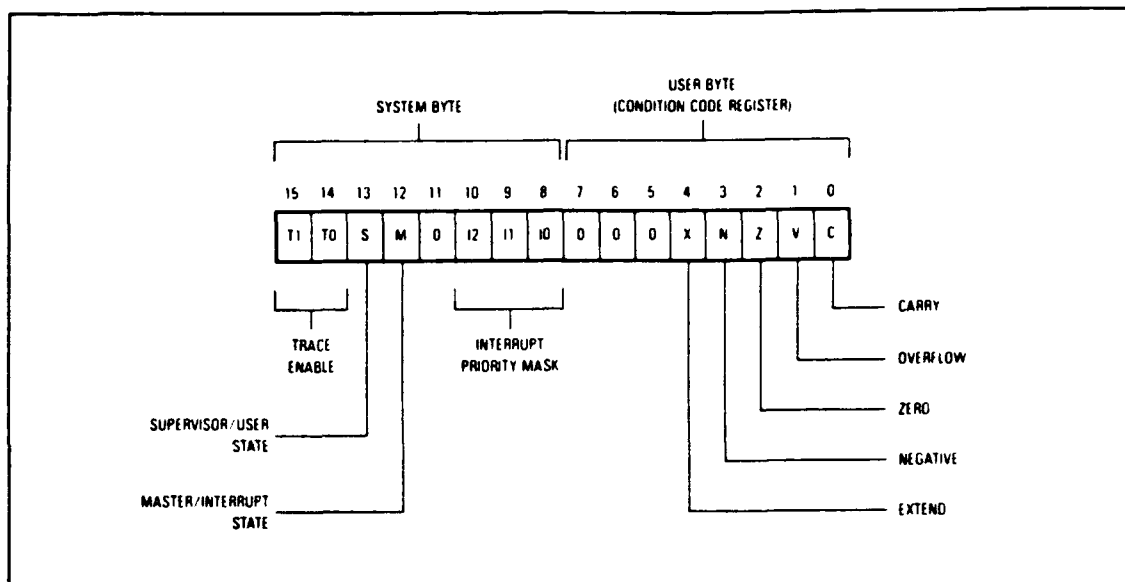 USER BYTE
(CONDITION CODE REGISTER)
SYSTEM BYTE
15 14 13 12 11 10 9 8 7 6 5 4 3 2 1 0
T1 T0 S M 0 I2 I1 I0 0 0 0 X N Z V C
TRACE
ENABLE
INTERRUPT
PRIORITY MASK
CARRY
OVERFLOW
ZERO
SUPERVISOR/USER
STATE
NEGATIVE
MASTER/INTERRUPT
STATE
EXTEND